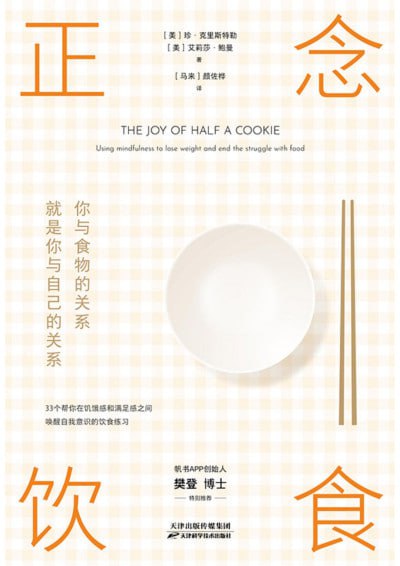 正念
[美]珍·克里斯特勒
[美]艾莉莎·鲍曼
著
[马来]颜佐桦
译
THE JOY OF HALF A COOKIE
Using mindfulness to lose weight and end the struggle with food
你与食物的关系
就是你与自己的关系
33个帮你在饥饿感和满足感之间
唤醒自我意识的饮食练习
饮食
帆书APP创始人
樊登 博士
特别推荐
天津出版传媒集团
天津科学技术出版社